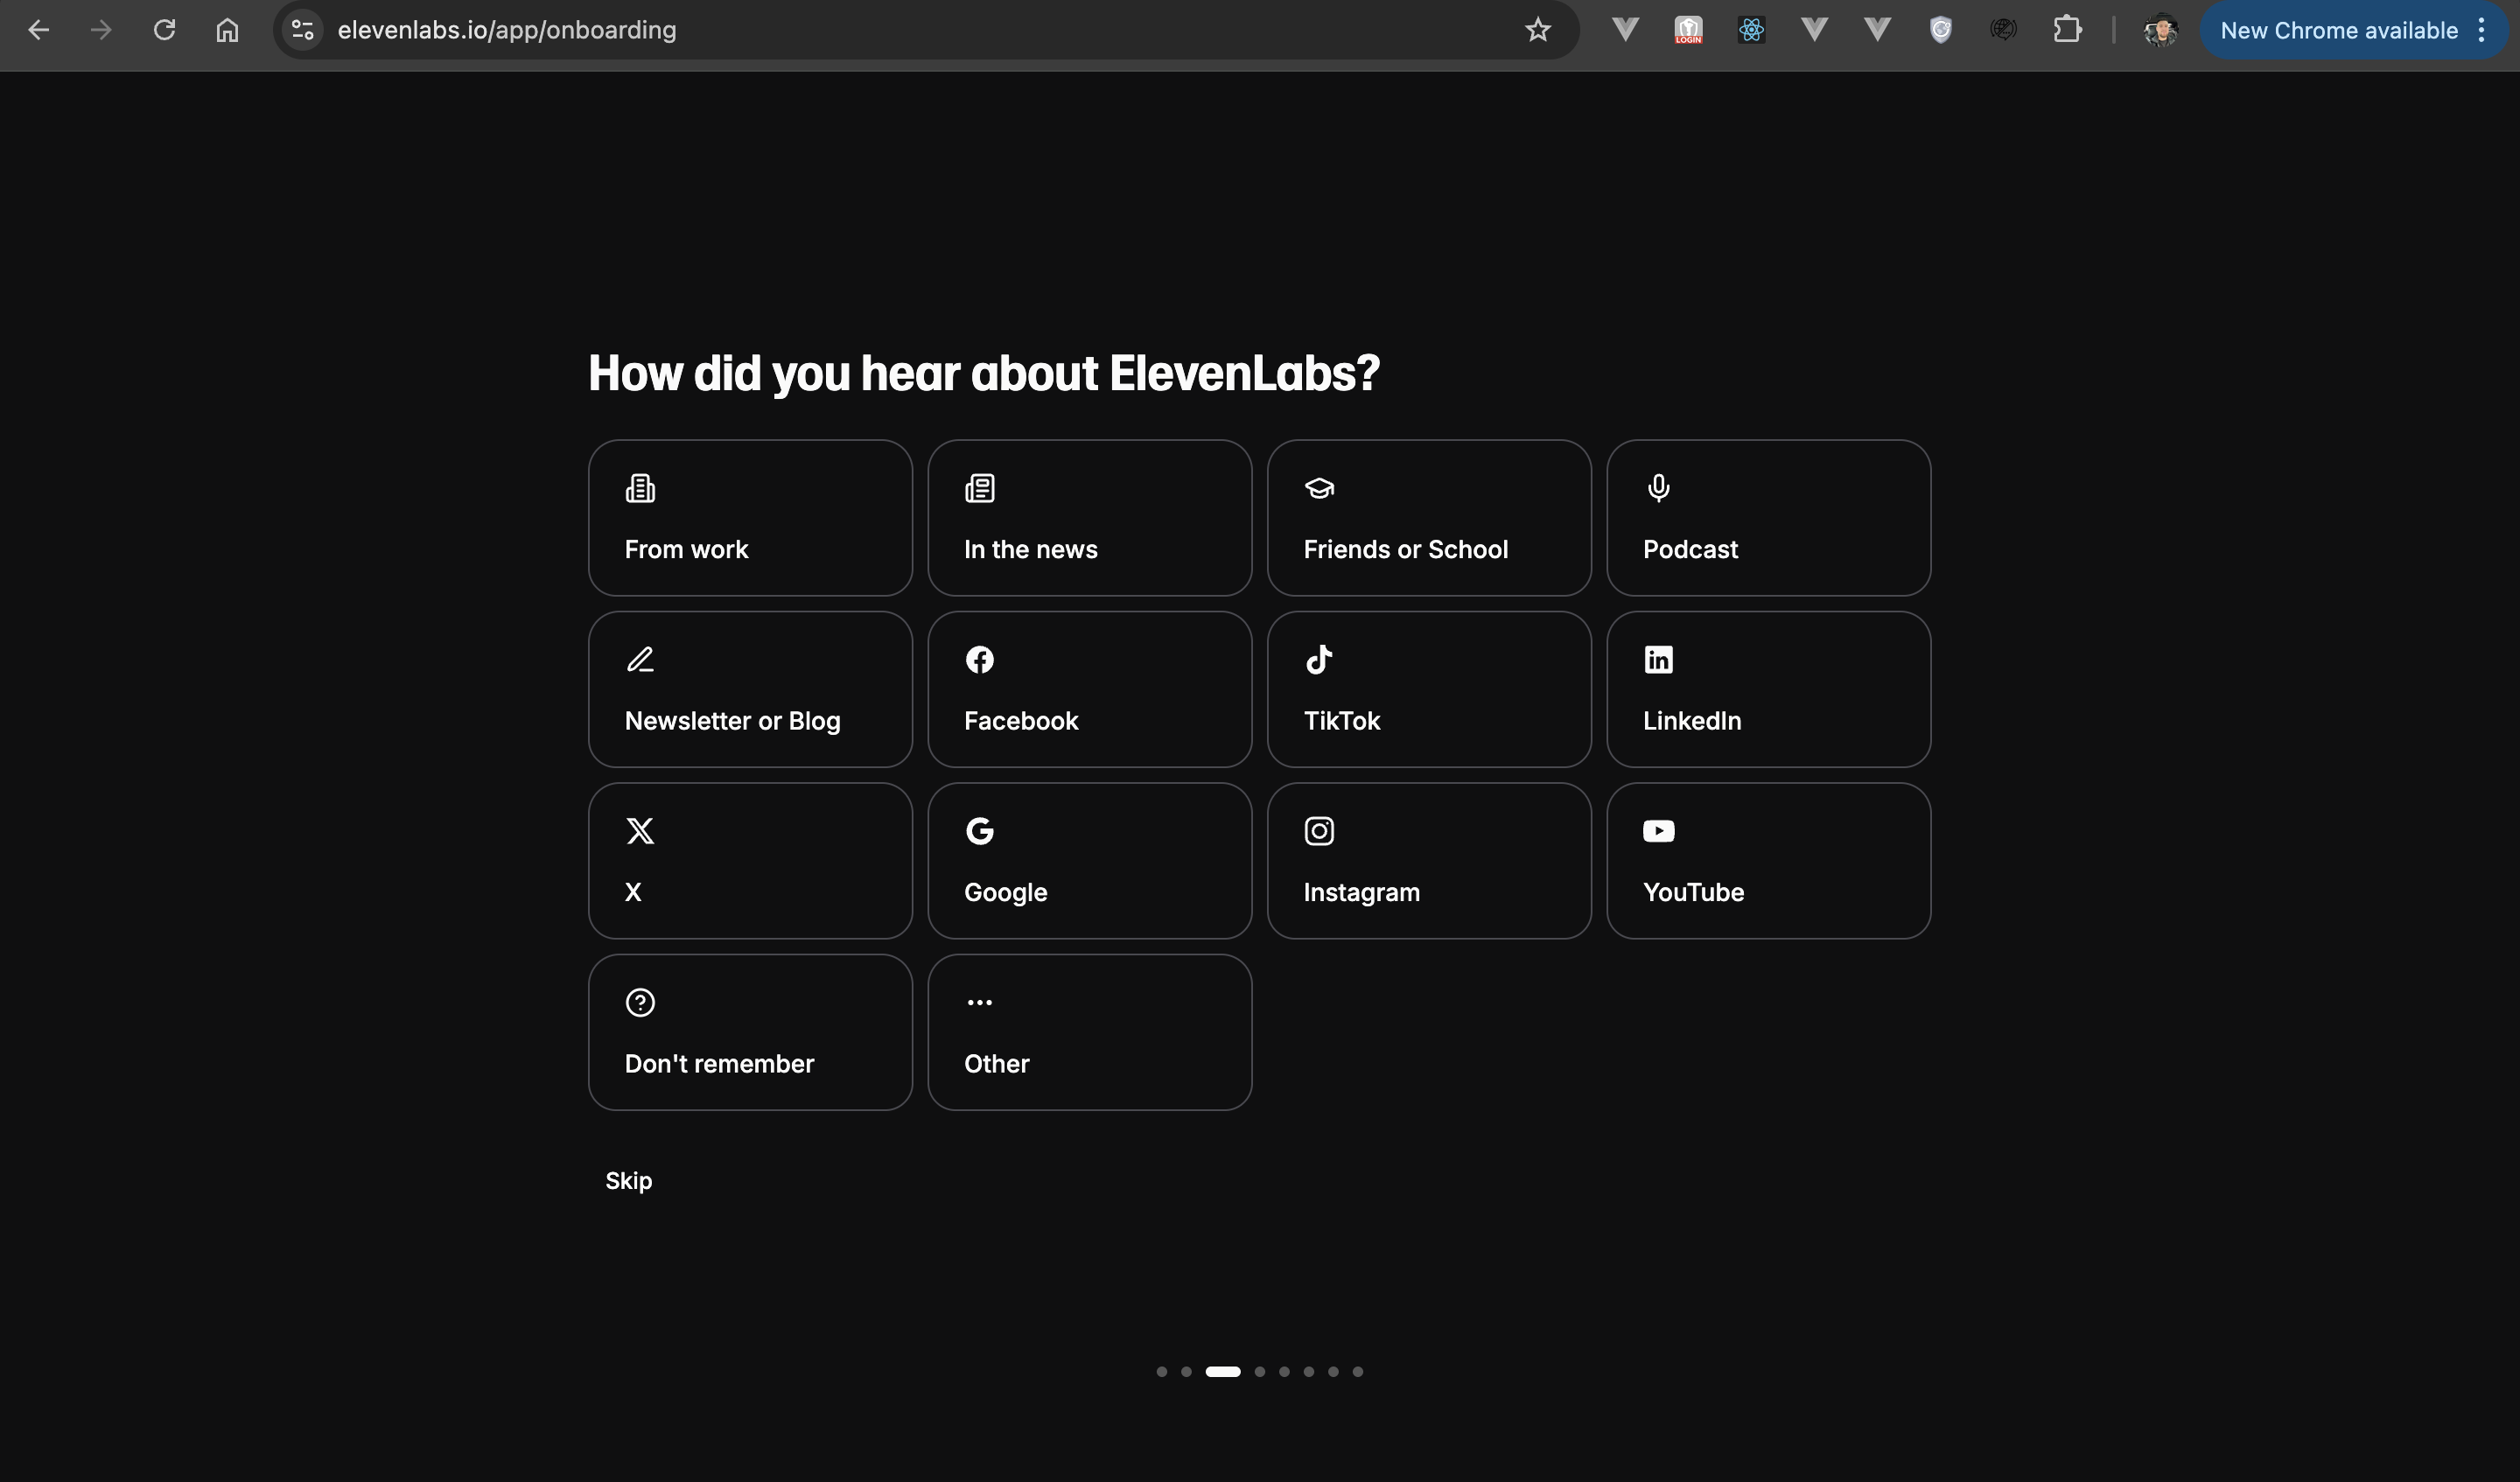 elevenlabs.io/app/onboarding
LOGIN
New Chrome available
How did you hear about ElevenLabs?
From work
In the news
Friends or School
Podcast
Newsletter or Blog
Facebook
TikTok
LinkedIn
X
Google
Instagram
YouTube
Don't remember
Other
Skip